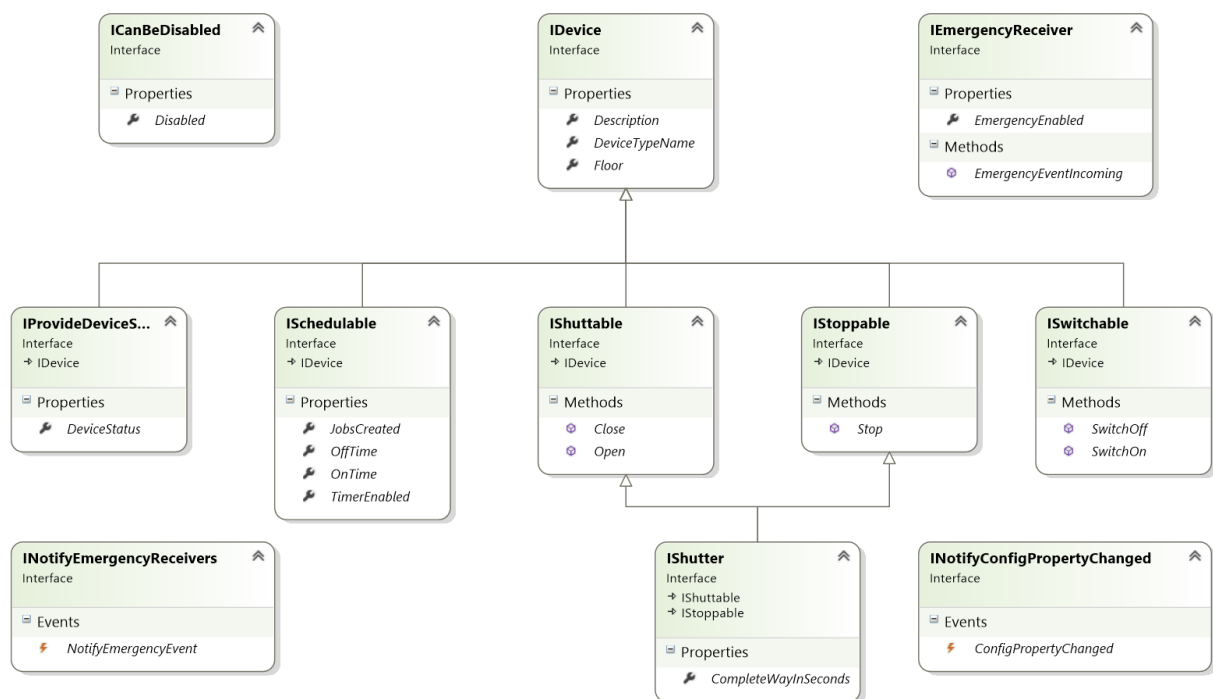 ICanBeDisabled
Interface
Properties
Disabled
IDevice
Interface
Properties
Description
DeviceTypeName
Floor
IEmergencyReceiver
Interface
Properties
EmergencyEnabled
Methods
EmergencyEventIncoming
IProvideDeviceS...
Interface
IDevice
Properties
DeviceStatus
ISchedulable
Interface
IDevice
Properties
JobsCreated
OffTime
OnTime
TimerEnabled
IShuttable
Interface
IDevice
Methods
Close
Open
IStoppable
Interface
IDevice
Methods
Stop
ISwitchable
Interface
IDevice
Methods
SwitchOff
SwitchOn
INotifyEmergencyReceivers
Interface
Events
NotifyEmergencyEvent
IShutter
Interface
IShuttable
IStoppable
Properties
CompleteWayInSeconds
INotifyConfigPropertyChanged
Interface
Events
ConfigPropertyChanged